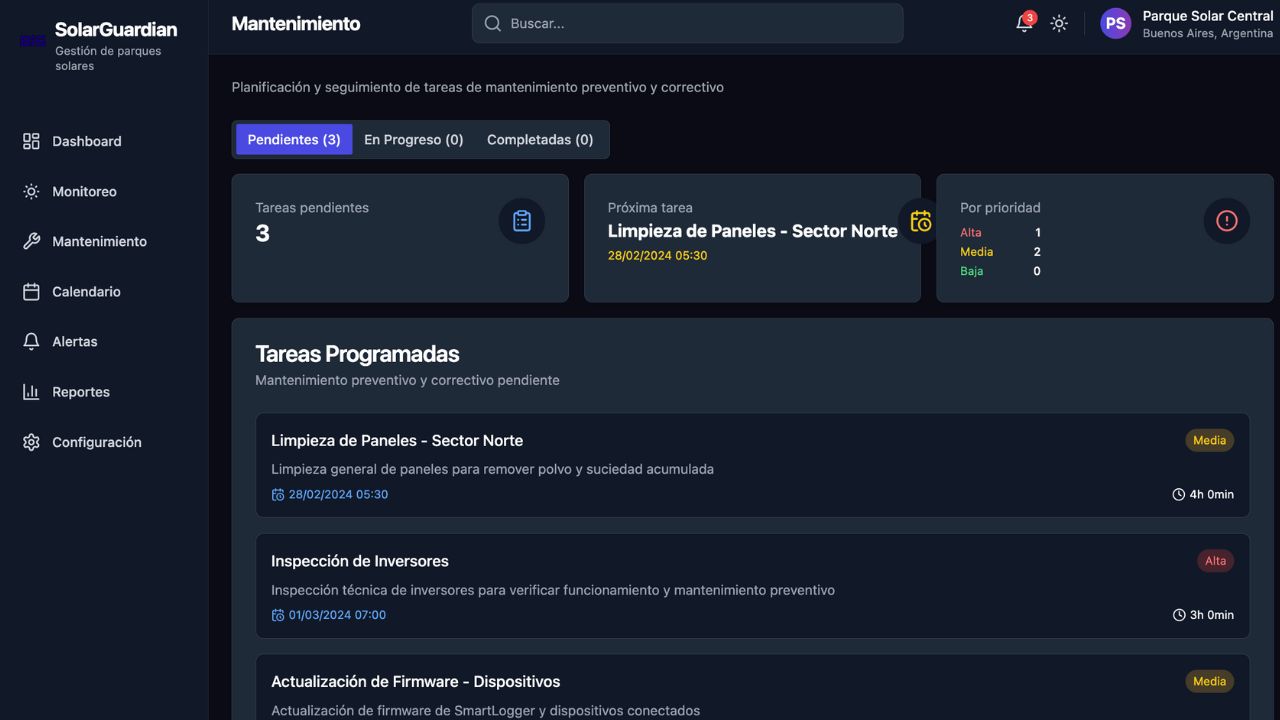 SolarGuardian
Gestión de parques
solares
Dashboard
Monitoreo
Mantenimiento
Calendario
Alertas
Reportes
Configuración
Mantenimiento
Buscar...
3
PS
Parque Solar Central
Buenos Aires, Argentina
Planificación y seguimiento de tareas de mantenimiento preventivo y correctivo
Pendientes (3) En Progreso (0) Completadas (0)
Tareas pendientes
3
Próxima tarea
Limpieza de Paneles - Sector Norte
28/02/2024 05:30
Por prioridad
Alta 1
Media 2
Baja 0
Tareas Programadas
Mantenimiento preventivo y correctivo pendiente
Limpieza de Paneles - Sector Norte Media
Limpieza general de paneles para remover polvo y suciedad acumulada
28/02/2024 05:30 4h 0min
Inspección de Inversores Alta
Inspección técnica de inversores para verificar funcionamiento y mantenimiento preventivo
01/03/2024 07:00 3h 0min
Actualización de Firmware - Dispositivos Media
Actualización de firmware de SmartLogger y dispositivos conectados